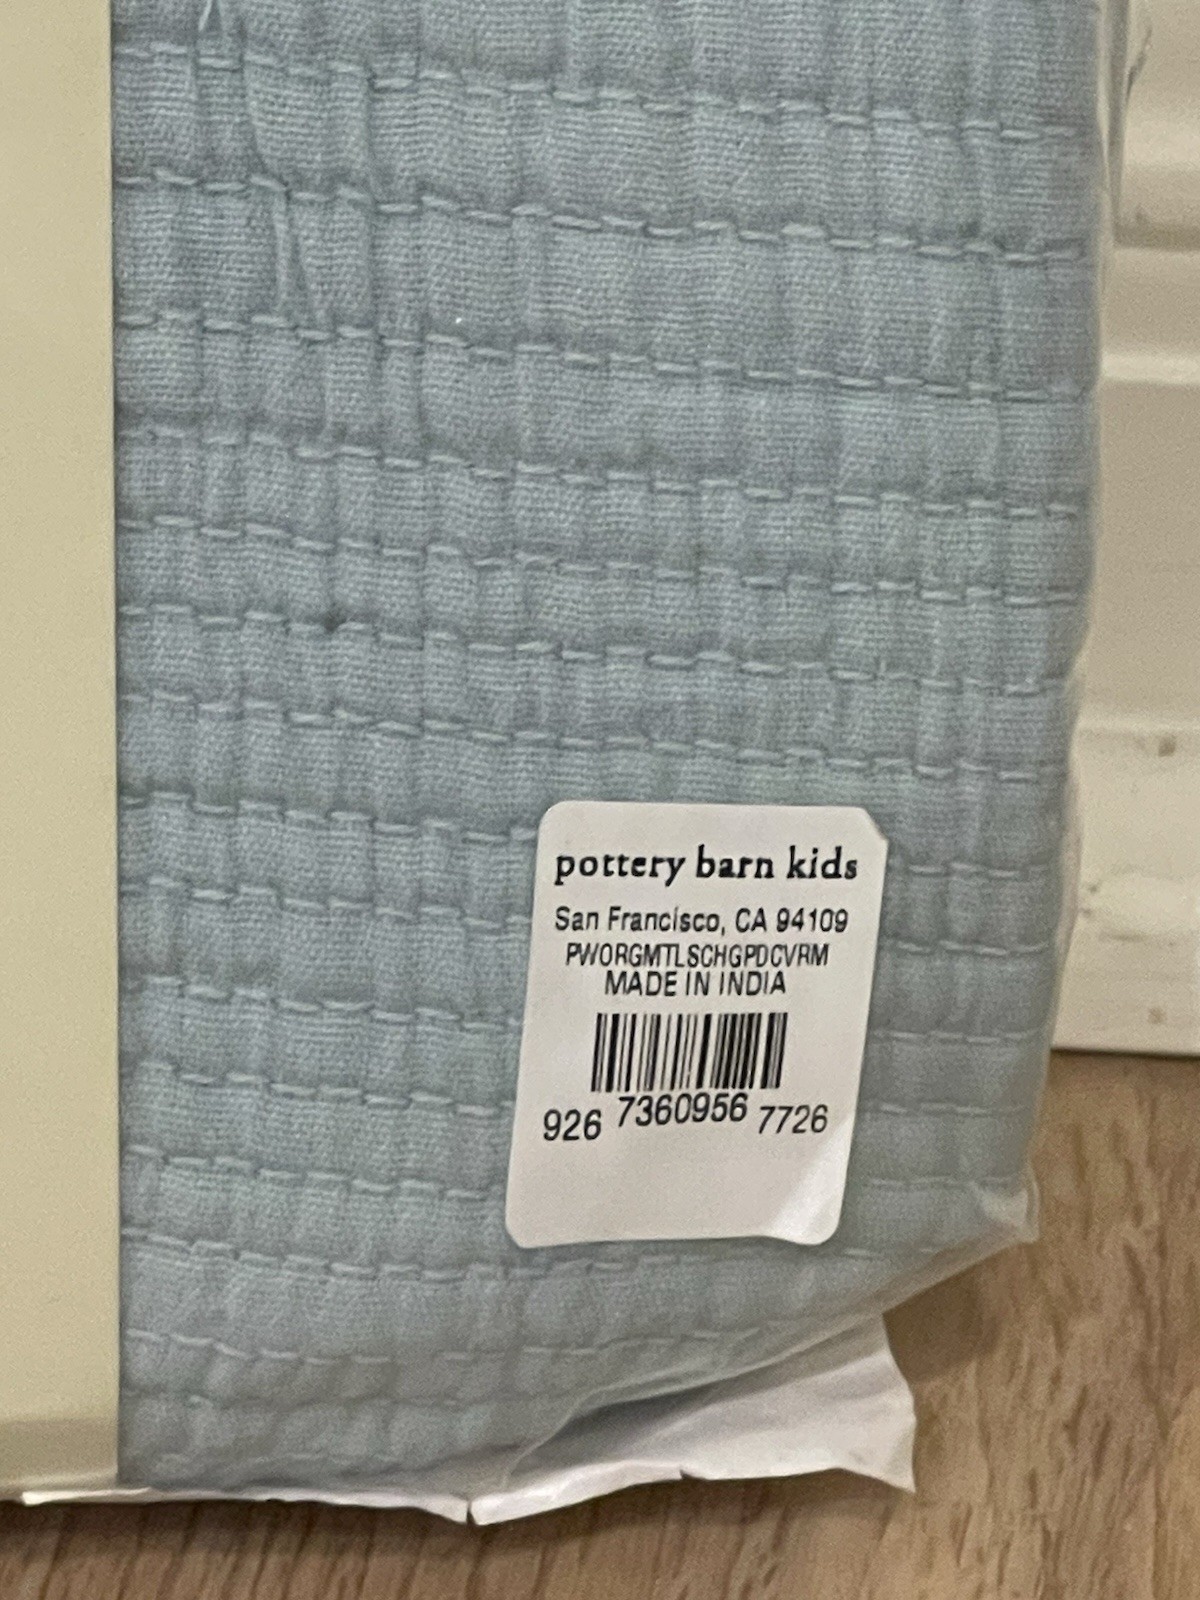 pottery barn kids
San Francisco, CA 94109
PWORGMTLSCHGPDCVRM
MADE IN INDIA
926 7360956 7726